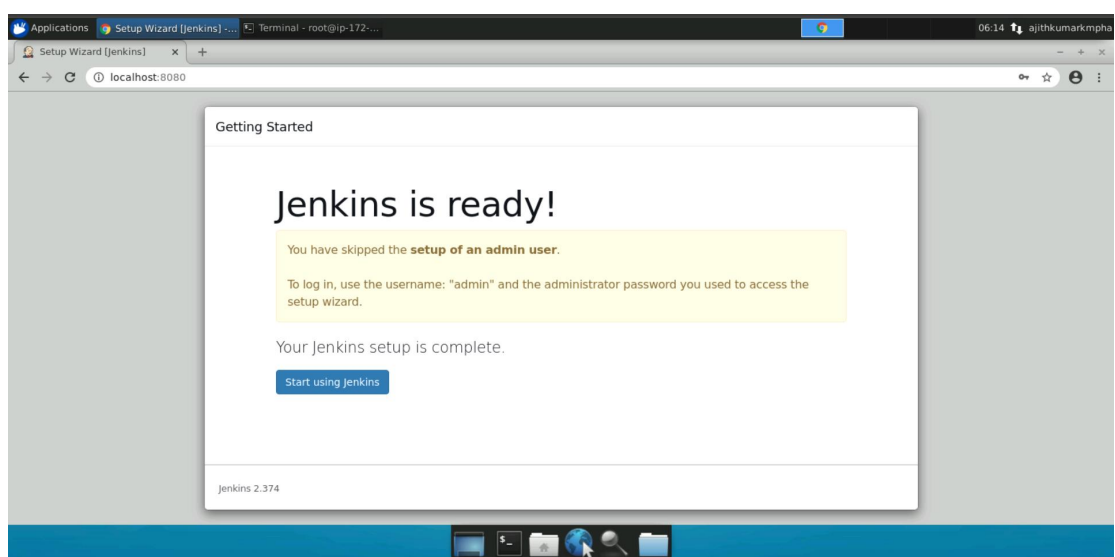 Applications Setup Wizard [Jenkins] -... Terminal - root@ip-172-... 06:14 ajithkumarkmpha
Setup Wizard [Jenkins] × +
localhost:8080
Getting Started
Jenkins is ready!
You have skipped the setup of an admin user.
To log in, use the username: "admin" and the administrator password you used to access the
setup wizard.
Your Jenkins setup is complete.
Start using Jenkins
Jenkins 2.374
$_